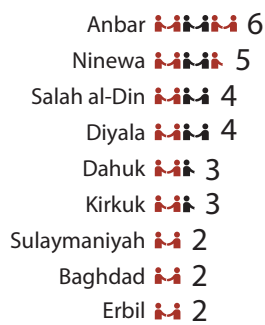 Anbar 6
Ninewa 5
Salah al-Din 4
Diyala 4
Dahuk 3
Kirkuk 3
Sulaymaniyah 2
Baghdad 2
Erbil 2